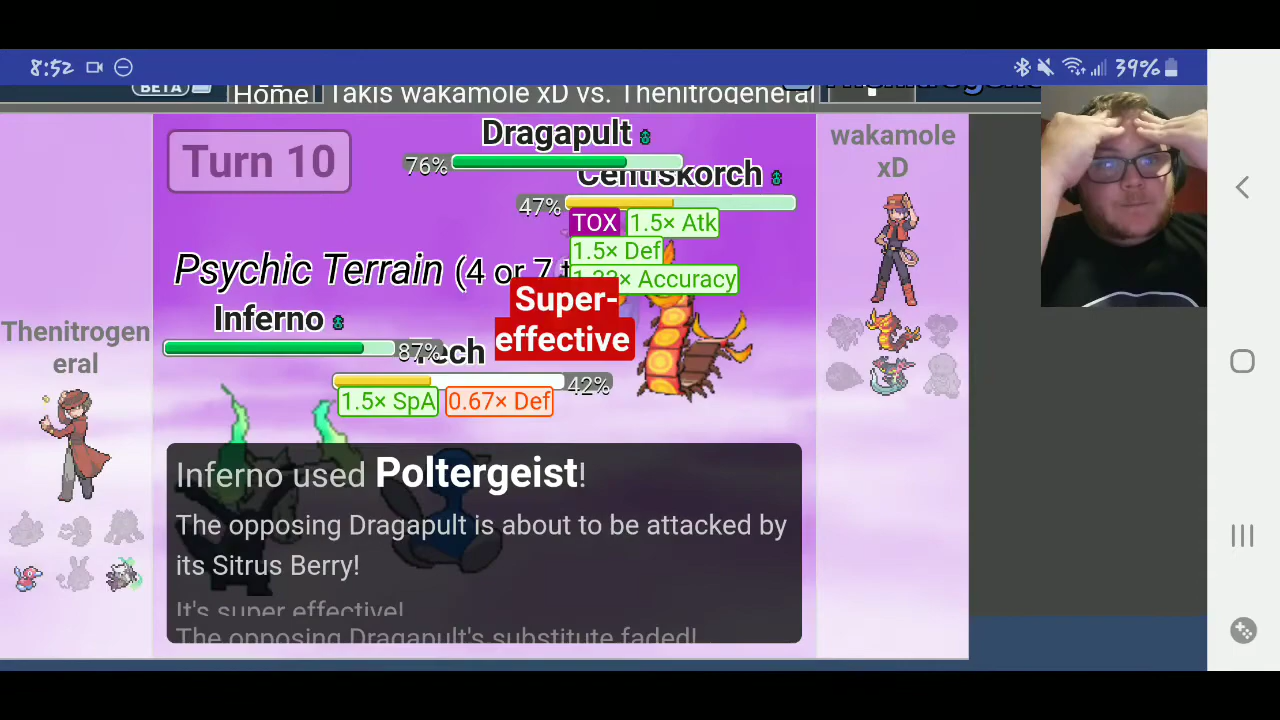 8:52
39%
BETA
Home
Takis wakamole xD vs. Thenitrogeneral
Turn 10
Dragapult
76%
Centiskorch
47%
TOX 1.5× Atk
1.5× Def
Accuracy
Psychic Terrain (4 or 7 t
Super-
effective
Inferno
87%
42%
1.5× SpA 0.67× Def
Inferno used Poltergeist!
The opposing Dragapult is about to be attacked by
its Sitrus Berry!
It's super effective!
The opposing Dragapult's substitute faded!
Thenitrogen
eral
wakamole
xD